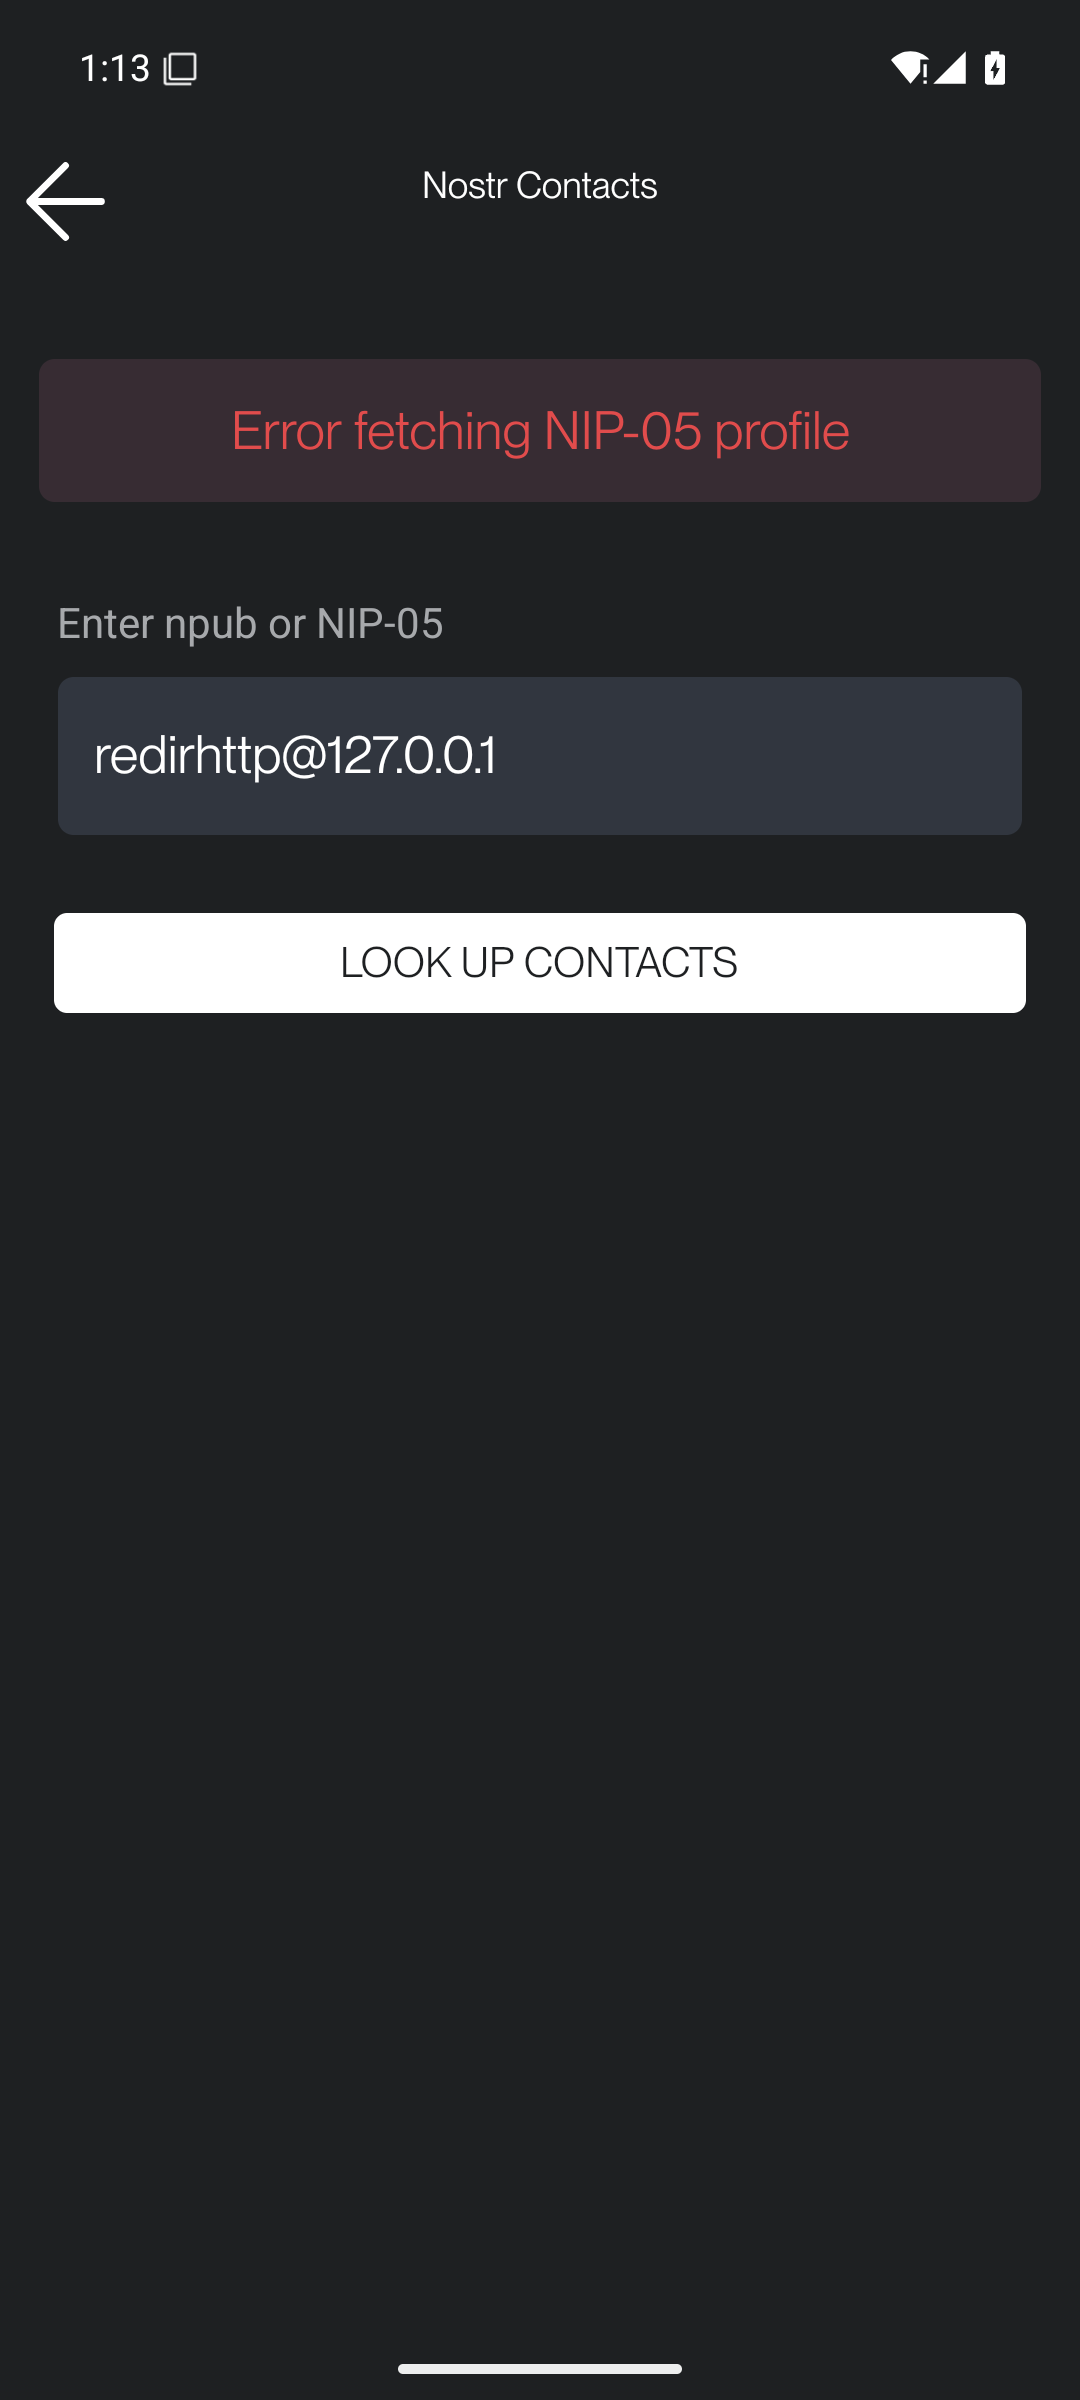 1:13
Nostr Contacts
Error fetching NIP-05 profile
Enter npub or NIP-05
redirhttp@127.0.0.1
LOOK UP CONTACTS